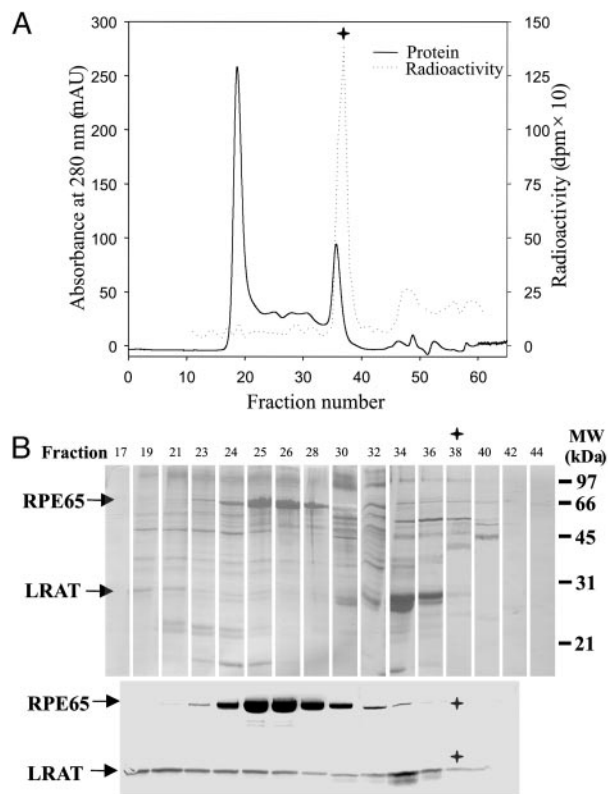 A
Absorbance at 280 nm (mAU)
300
250
200
150
100
50
0
Protein
Radioactivity
150
125
100
75
50
25
10
0
Radioactivity (dpm × 10)
0 10 20 30 40 50 60
Fraction number
B
Fraction 17 19 21 23 24 25 26 28 30 32 34 36 38 40 42 44 MW
(kDa)
97
RPE65
66
45
LRAT
31
21
RPE65
LRAT